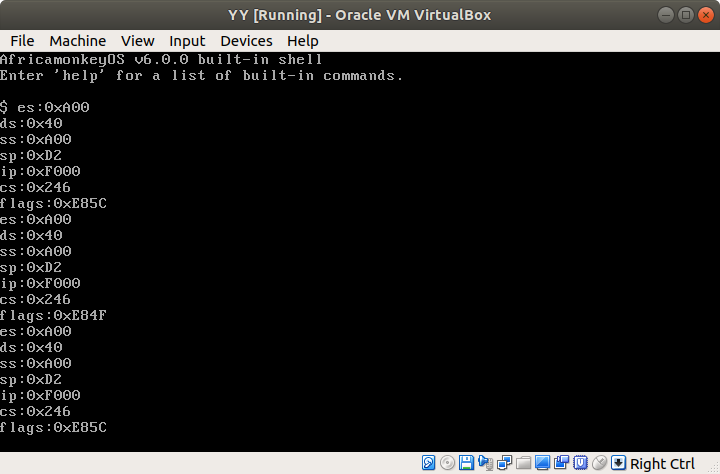 YY [Running] - Oracle VM VirtualBox
File Machine View Input Devices Help
AfricamonkeyOS v6.0.0 built-in shell
Enter 'help' for a list of built-in commands.
$ es:0xA00
ds:0x40
ss:0xA00
sp:0xD2
ip:0xF000
cs:0x246
flags:0xE85C
es:0xA00
ds:0x40
ss:0xA00
sp:0xD2
ip:0xF000
cs:0x246
flags:0xE84F
es:0xA00
ds:0x40
ss:0xA00
sp:0xD2
ip:0xF000
cs:0x246
flags:0xE85C
Right Ctrl